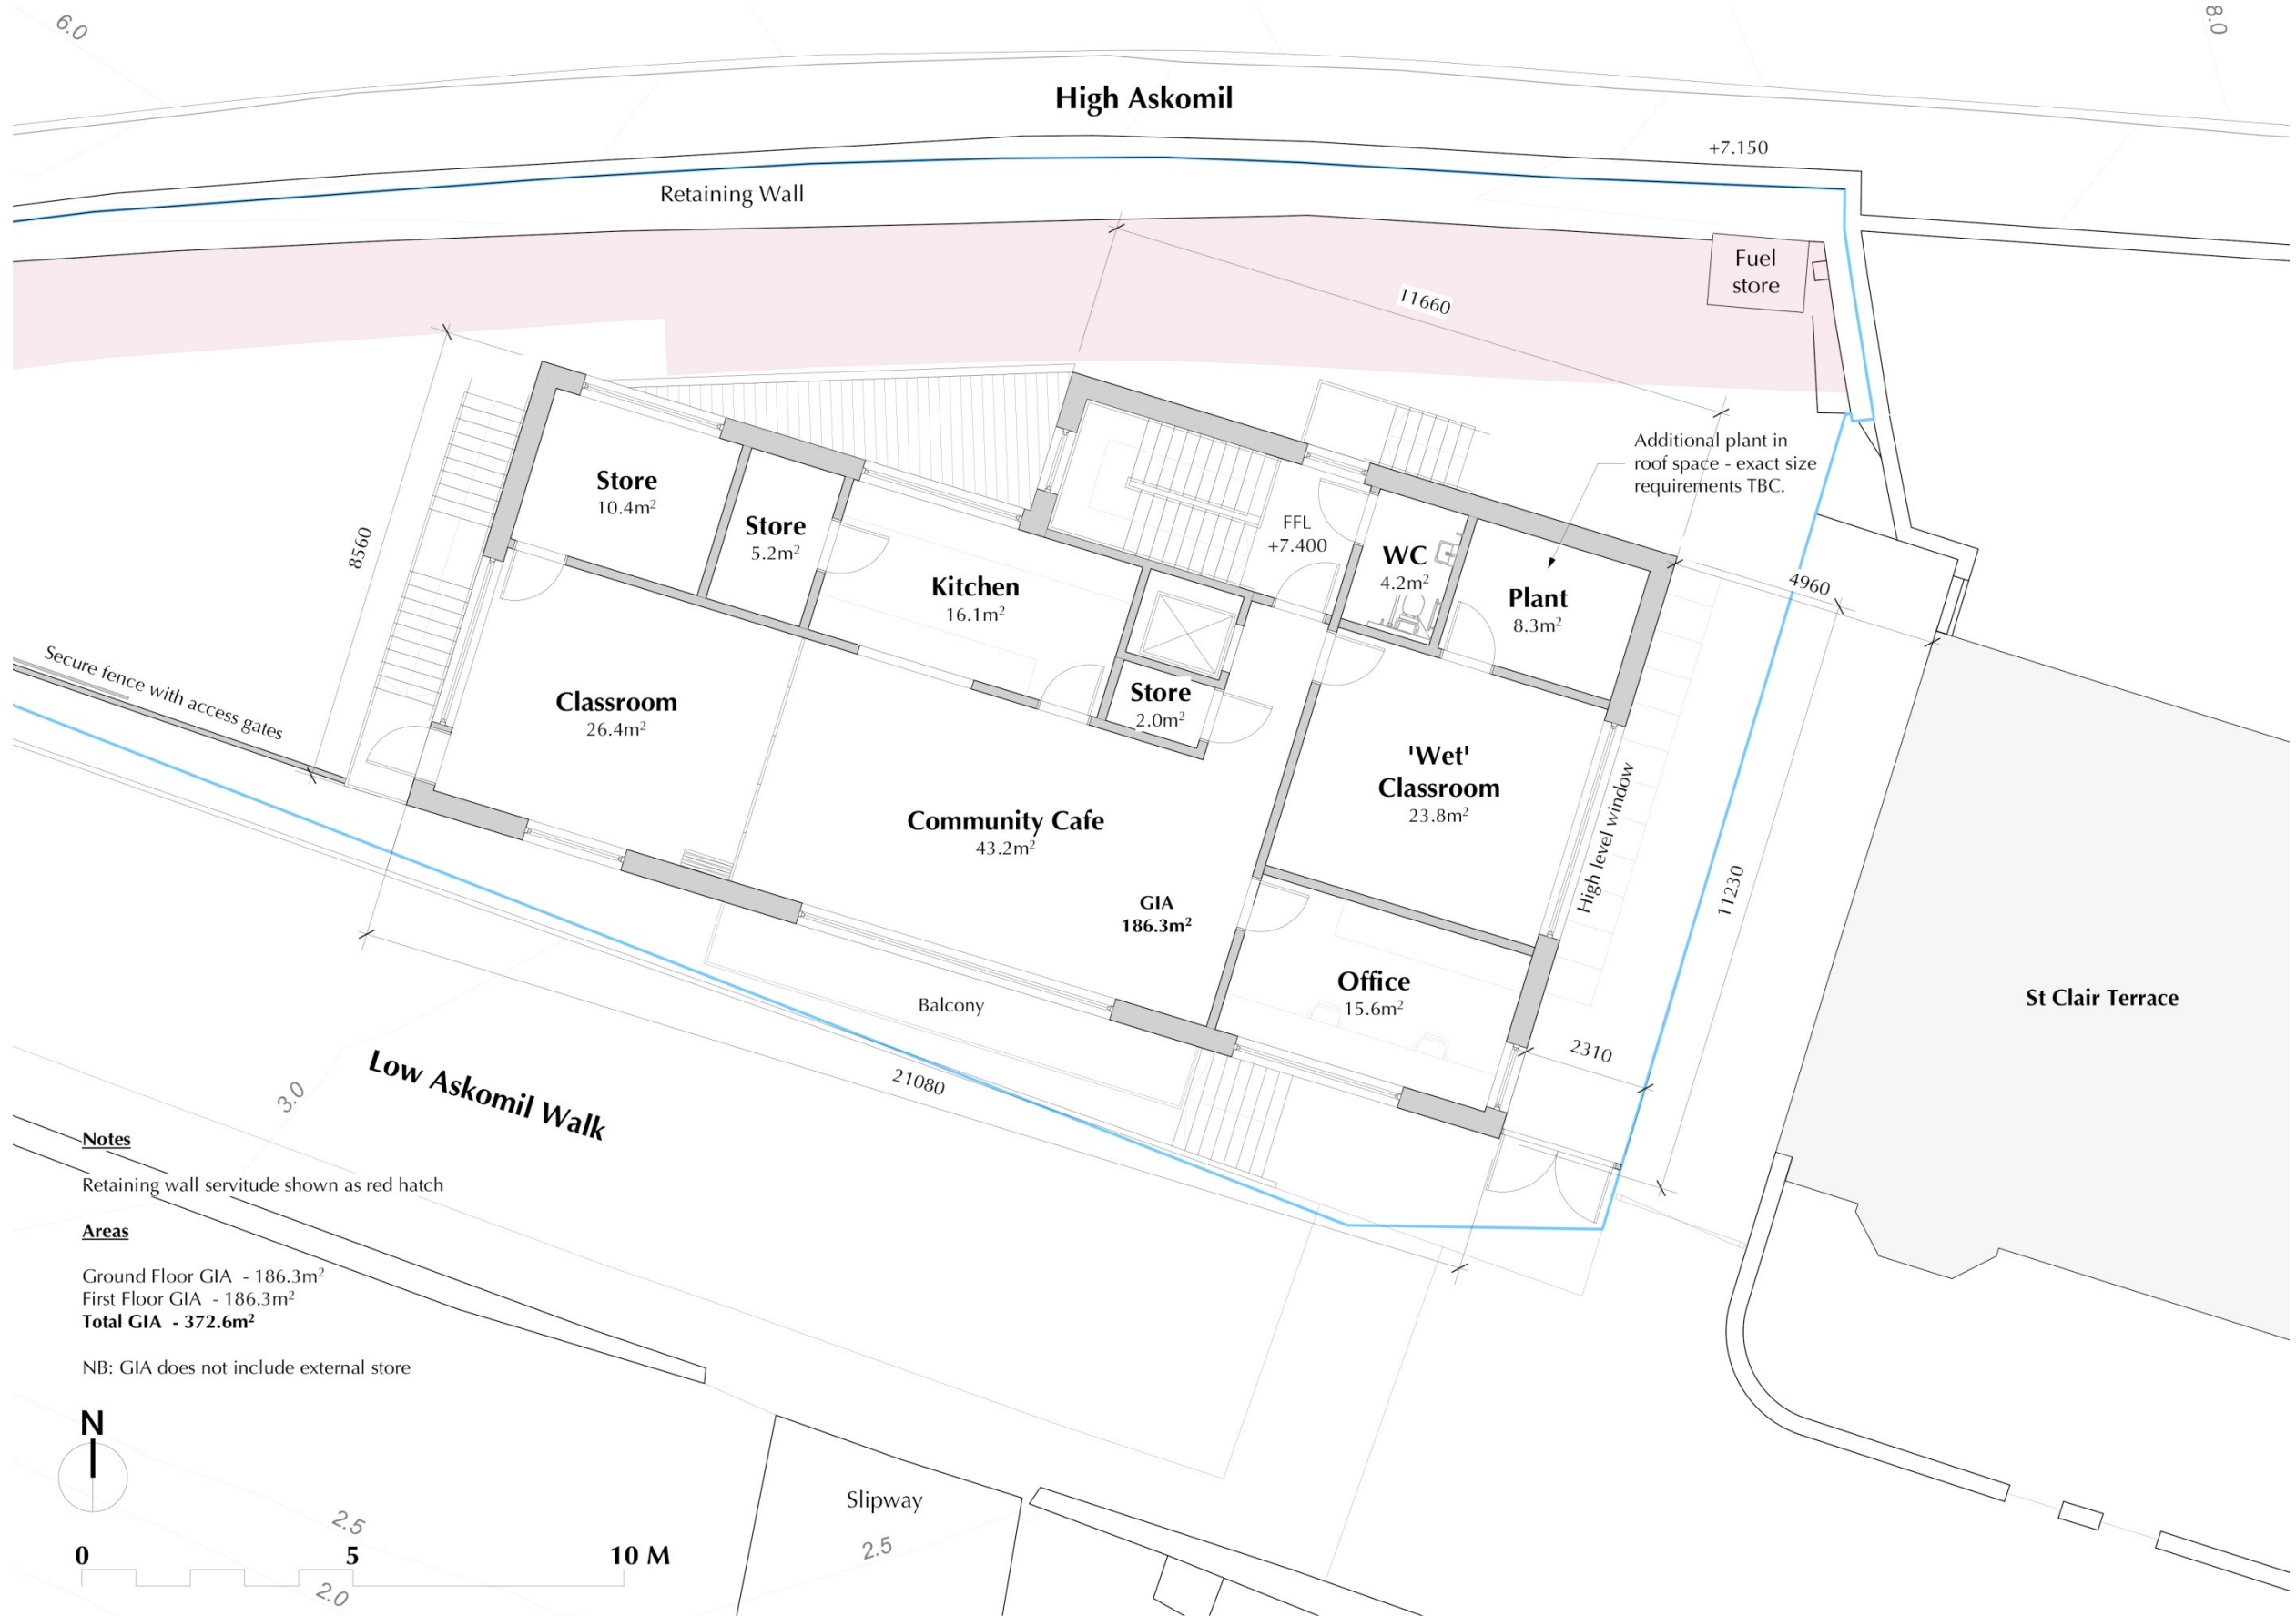 6.0
8.0
High Askomil
+7.150
Retaining Wall
Fuel
store
11660
Additional plant in
roof space - exact size
requirements TBC.
Store
10.4m²
Store
5.2m²
FFL
+7.400
WC
4.2m²
Plant
8.3m²
4960
8560
Kitchen
16.1m²
Secure fence with access gates
Classroom
26.4m²
Store
2.0m²
'Wet'
Classroom
23.8m²
High level window
Community Cafe
43.2m²
GIA
186.3m²
11230
Office
15.6m²
St Clair Terrace
Balcony
2310
21080
Low Askomil Walk
3.0
Notes
Retaining wall servitude shown as red hatch
Areas
Ground Floor GIA - 186.3m²
First Floor GIA - 186.3m²
Total GIA - 372.6m²
NB: GIA does not include external store
N
Slipway
2.5
2.5
0 5 10 M
2.0